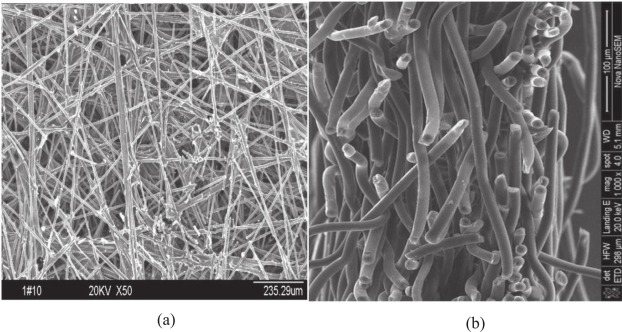 1#10 20KV X50 235.29um
det HFW Landing E mag spot WD 100 µm
ETD 298 µm 20.0 keV 1 000 x 4.0 5.1 mm Nova NanoSEM
(a) (b)